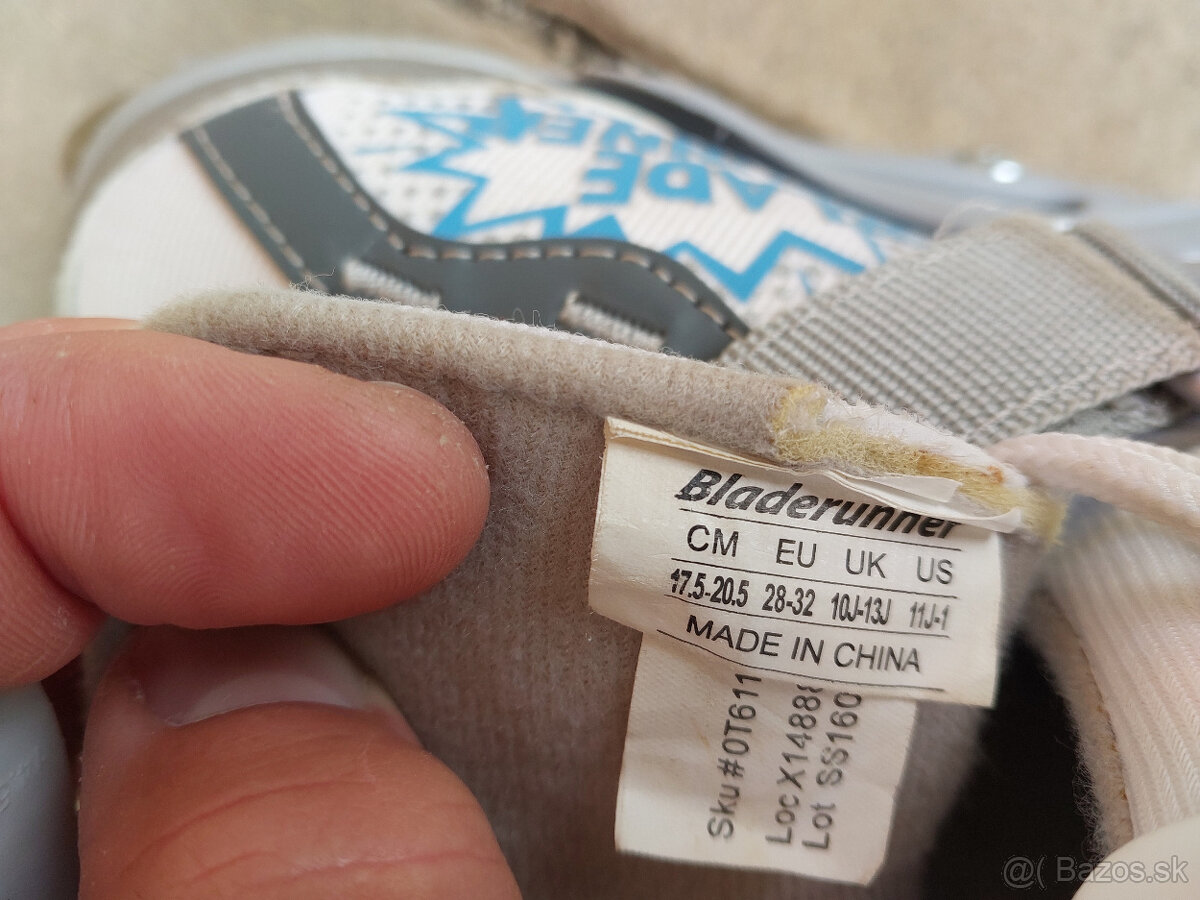 Bladerunner
CM EU UK US
17.5-20.5 28-32 10J-13J 11J-1
MADE IN CHINA
Sku#0T611
Loc X1488
Lot SS160
@( Bazos.sk